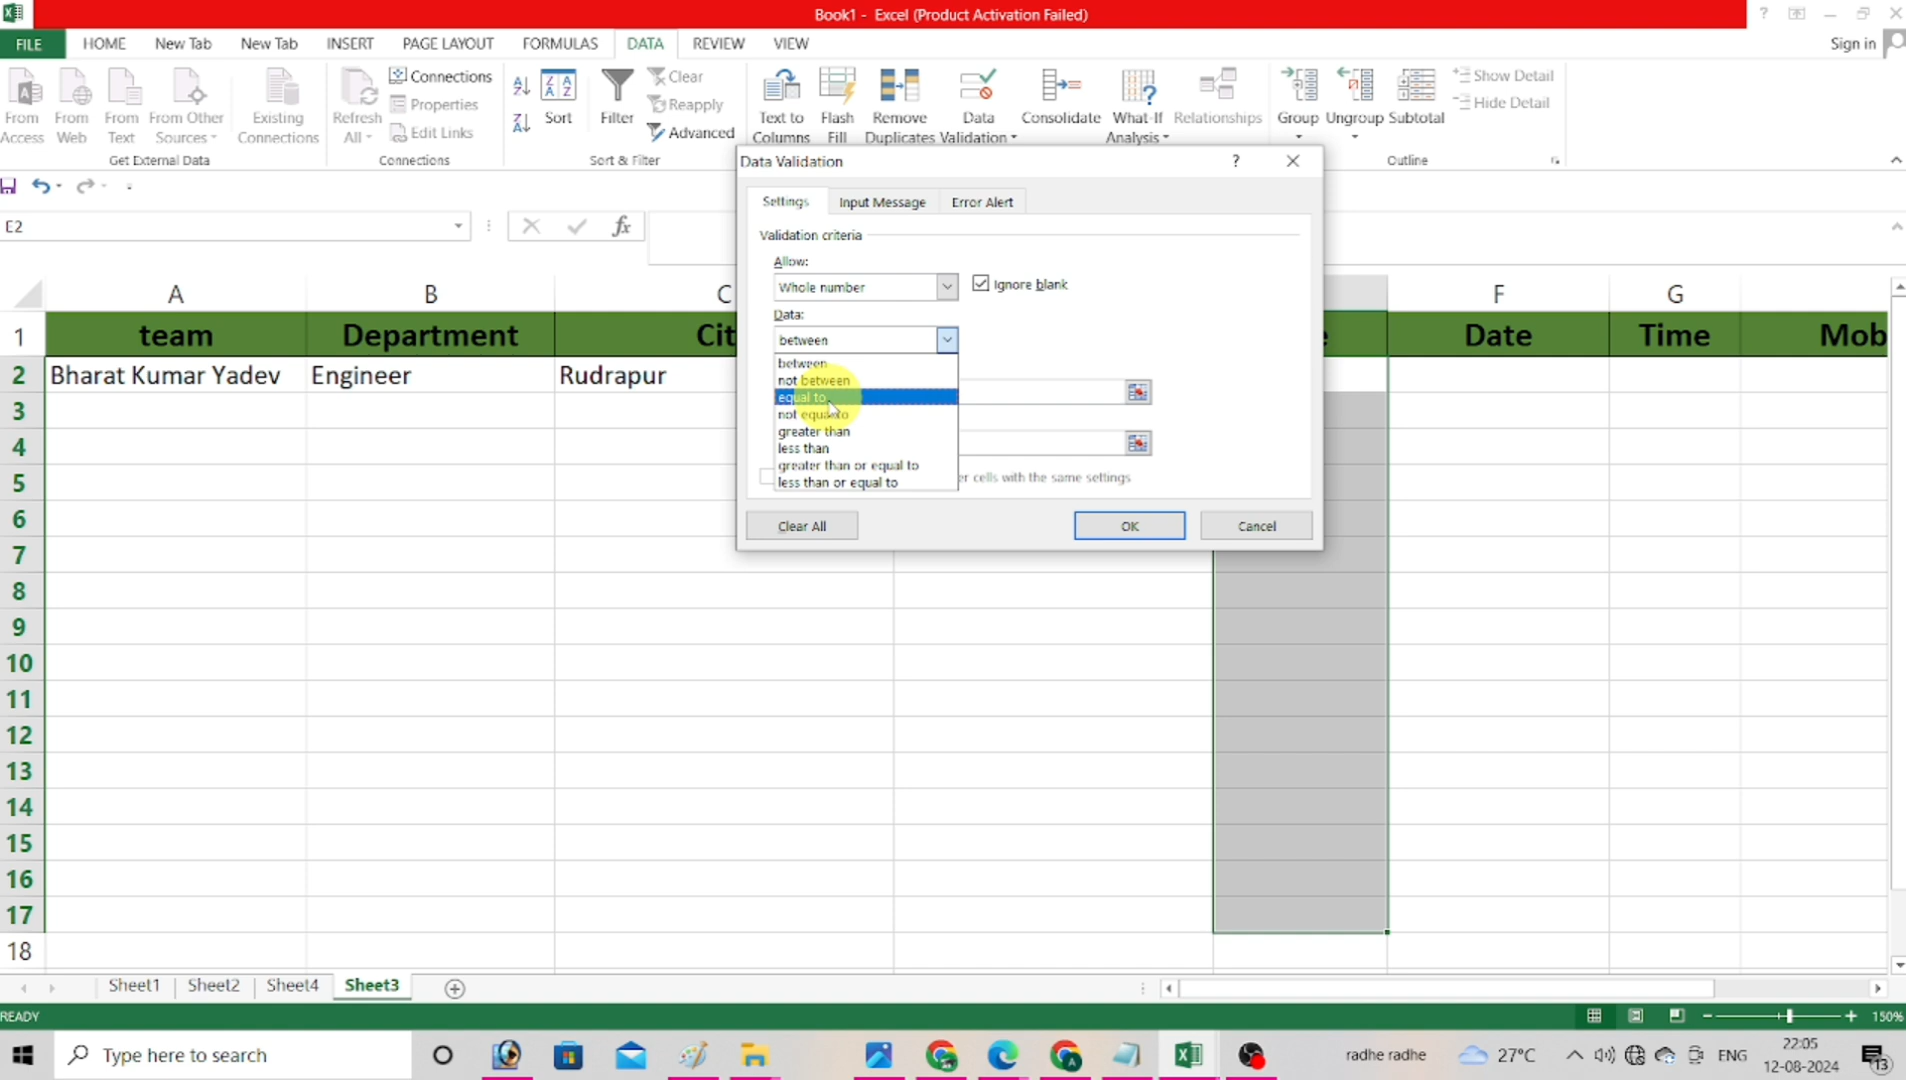 Book1 - Excel (Product Activation Failed)
FILE HOME New Tab New Tab INSERT PAGE LAYOUT FORMULAS DATA REVIEW VIEW Sign in
From Access
From Web
From Text
From Other Sources
Existing Connections
Refresh All
Connections
Properties
Edit Links
Sort
Filter
Clear
Reapply
Advanced
Text to Columns
Flash Fill
Remove Duplicates
Data Validation
Consolidate
What-If Analysis
Relationships
Group
Ungroup
Subtotal
Show Detail
Hide Detail
Get External Data Connections Sort & Filter Outline
Data Validation ? ×
Settings Input Message Error Alert
E2 fx
Validation criteria
Allow:
Whole number Ignore blank
Data:
between
between
not between
equal to
not equal to
greater than
less than
greater than or equal to
less than or equal to
er cells with the same settings
Clear All OK Cancel
A B C F G
1 team Department Cit e Date Time Mob
2 Bharat Kumar Yadev Engineer Rudrapur
3
4
5
6
7
8
9
10
11
12
13
14
15
16
17
18
Sheet1 Sheet2 Sheet4 Sheet3
READY 150%
Type here to search radhe radhe 27°C ENG 22:05
12-08-2024 13